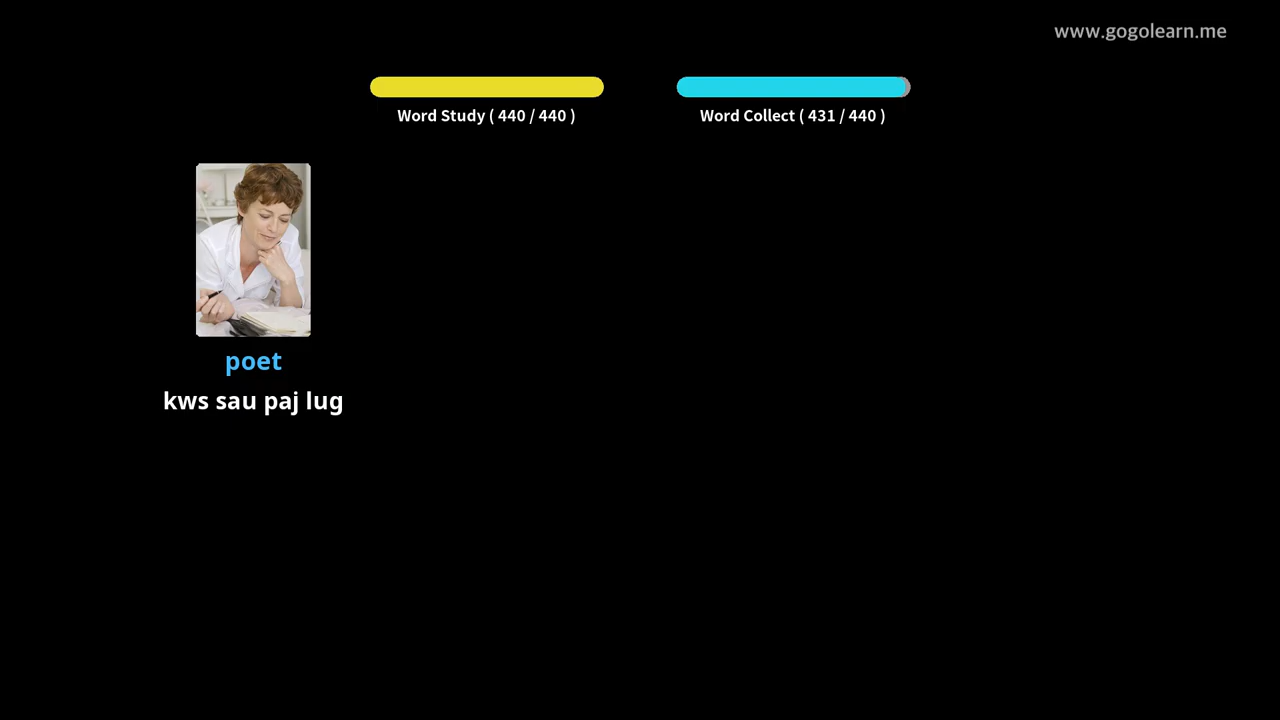 www.gogolearn.me
Word Study ( 440 / 440 )
Word Collect ( 431 / 440 )
poet
kws sau paj lug